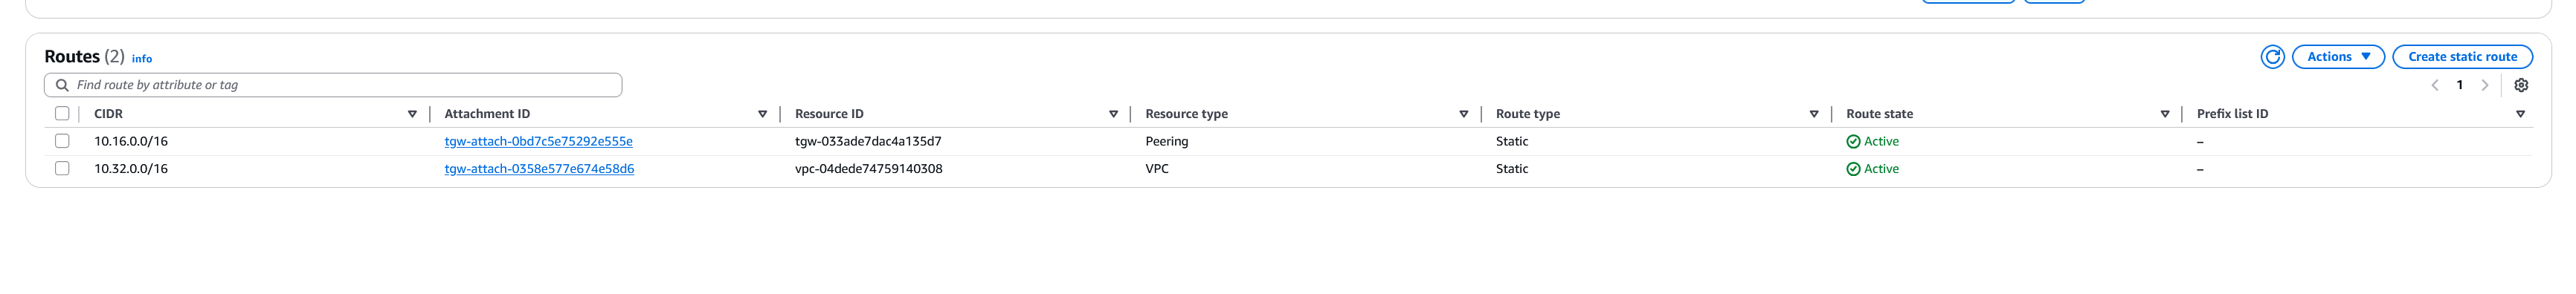 Routes (2) info
Actions Create static route
Find route by attribute or tag
1
CIDR Attachment ID Resource ID Resource type Route type Route state Prefix list ID
10.16.0.0/16 tgw-attach-0bd7c5e75292e555e tgw-033ade7dac4a135d7 Peering Static Active –
10.32.0.0/16 tgw-attach-0358e577e674e58d6 vpc-04dede74759140308 VPC Static Active –